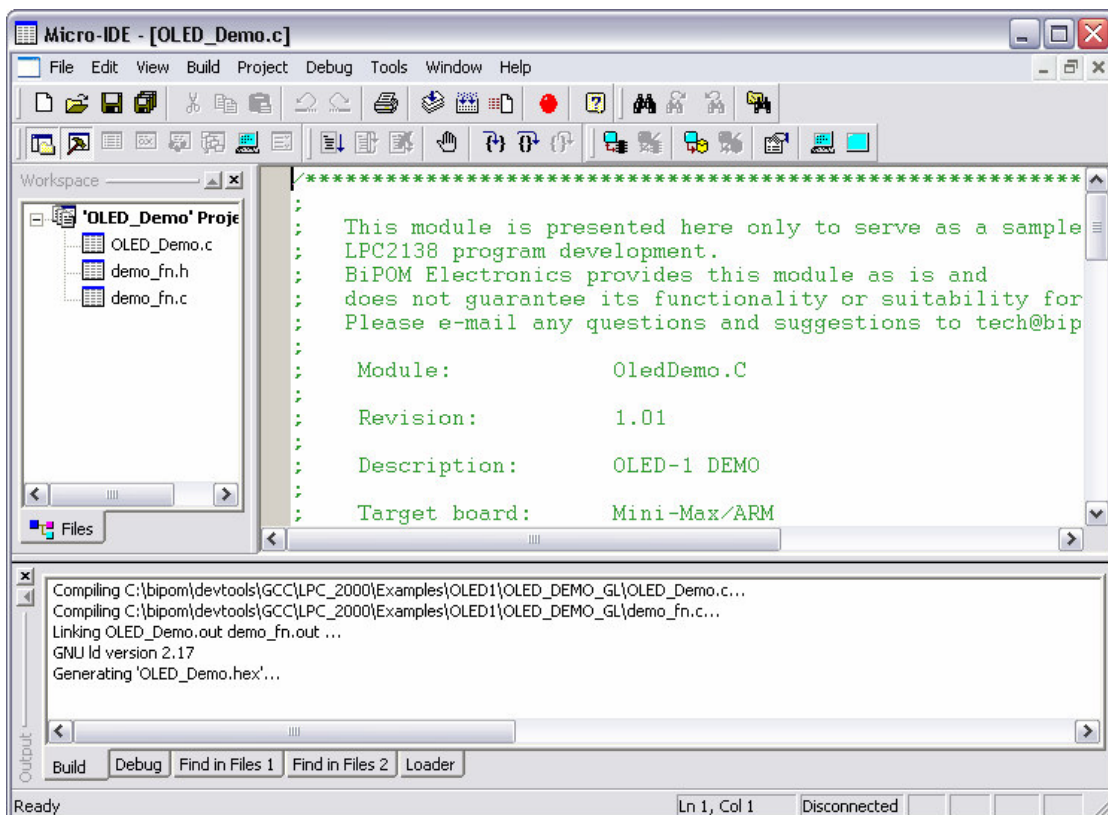 Micro-IDE - [OLED_Demo.c]
File Edit View Build Project Debug Tools Window Help
Workspace
'OLED_Demo' Proje
OLED_Demo.c
demo_fn.h
demo_fn.c
Files
/************************************************************
;
; This module is presented here only to serve as a sample
; LPC2138 program development.
; BiPOM Electronics provides this module as is and
; does not guarantee its functionality or suitability for
; Please e-mail any questions and suggestions to tech@bip
;
; Module: OledDemo.C
;
; Revision: 1.01
;
; Description: OLED-1 DEMO
;
; Target board: Mini-Max/ARM
Compiling C:\bipom\devtools\GCC\LPC_2000\Examples\OLED1\OLED_DEMO_GL\OLED_Demo.c...
Compiling C:\bipom\devtools\GCC\LPC_2000\Examples\OLED1\OLED_DEMO_GL\demo_fn.c...
Linking OLED_Demo.out demo_fn.out ...
GNU ld version 2.17
Generating 'OLED_Demo.hex'...
Output
Build Debug Find in Files 1 Find in Files 2 Loader
Ready Ln 1, Col 1 Disconnected